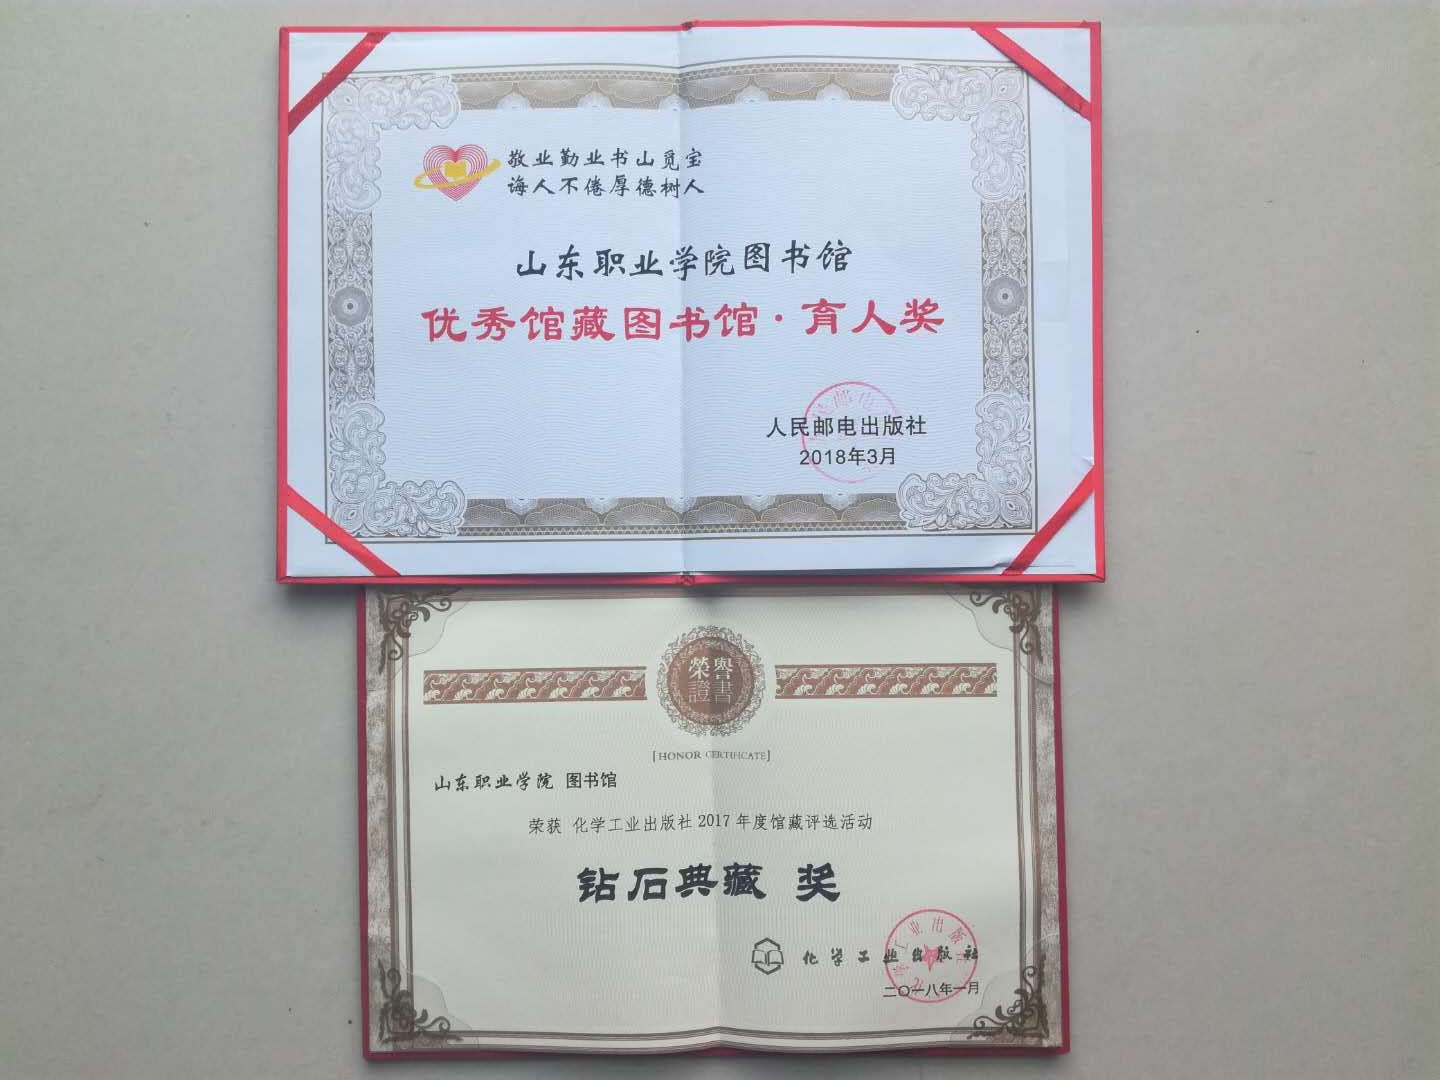 敬业勤业书山觅宝
诲人不倦厚德树人
山东职业学院图书馆
优秀馆藏图书馆·育人奖
人民邮电出版社
2018年3月
榮譽
證書
[HONOR CERTIFICATE]
山东职业学院 图书馆
荣获 化学工业出版社2017年度馆藏评选活动
钻石典藏 奖
化学工业出版社
二〇一八年一月